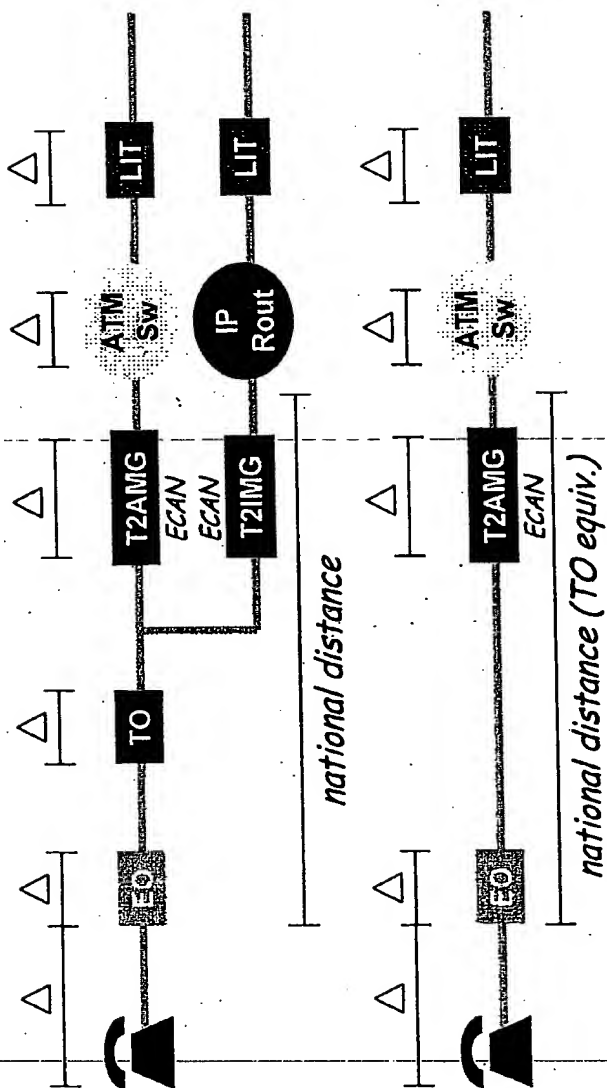 Δ Δ Δ Δ Δ Δ
EO TO T2AMG ATM Sw LIT
ECAN
ECAN
T2IMG IP Rout LIT
national distance
Δ Δ Δ Δ Δ
EO T2AMG ATM Sw LIT
ECAN
national distance (TO equiv.)